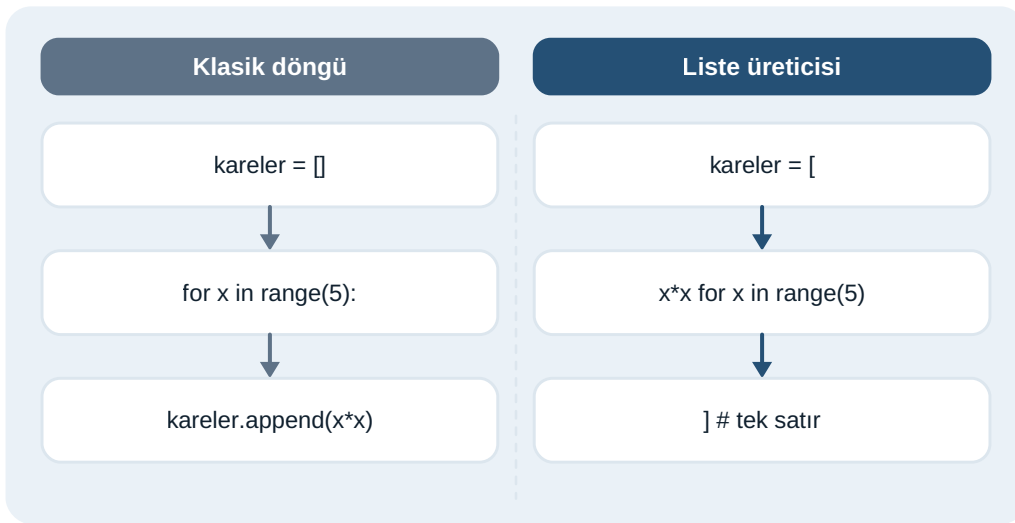 Klasik döngü
kareler = []
for x in range(5):
kareler.append(x*x)
Liste üreticisi
kareler = [
x*x for x in range(5)
] # tek satır